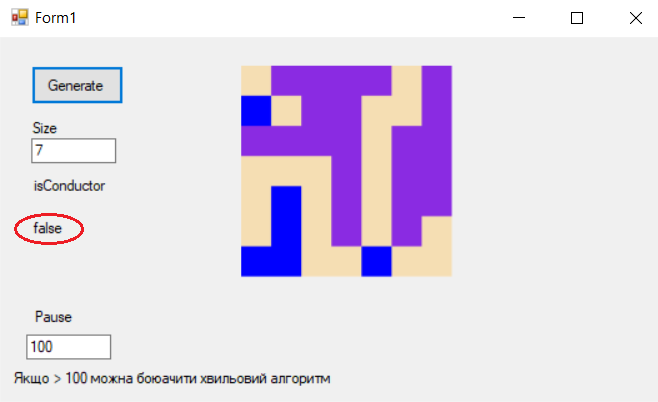 Form1
Generate
Size
7
isConductor
false
Pause
100
Якщо > 100 можна боюачити хвильовий алгоритм